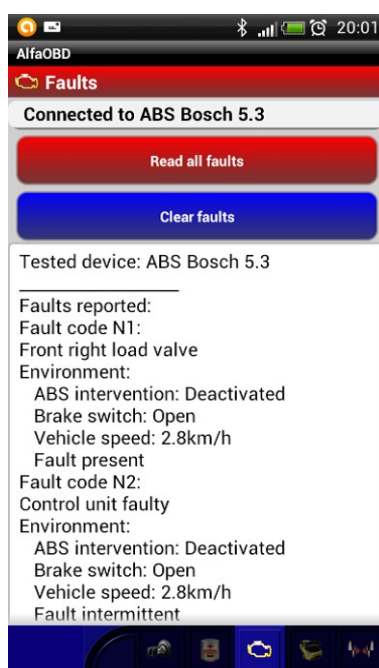 20:01
AlfaOBD
Faults
Connected to ABS Bosch 5.3
Read all faults
Clear faults
Tested device: ABS Bosch 5.3
Faults reported:
Fault code N1:
Front right load valve
Environment:
ABS intervention: Deactivated
Brake switch: Open
Vehicle speed: 2.8km/h
Fault present
Fault code N2:
Control unit faulty
Environment:
ABS intervention: Deactivated
Brake switch: Open
Vehicle speed: 2.8km/h
Fault intermittent